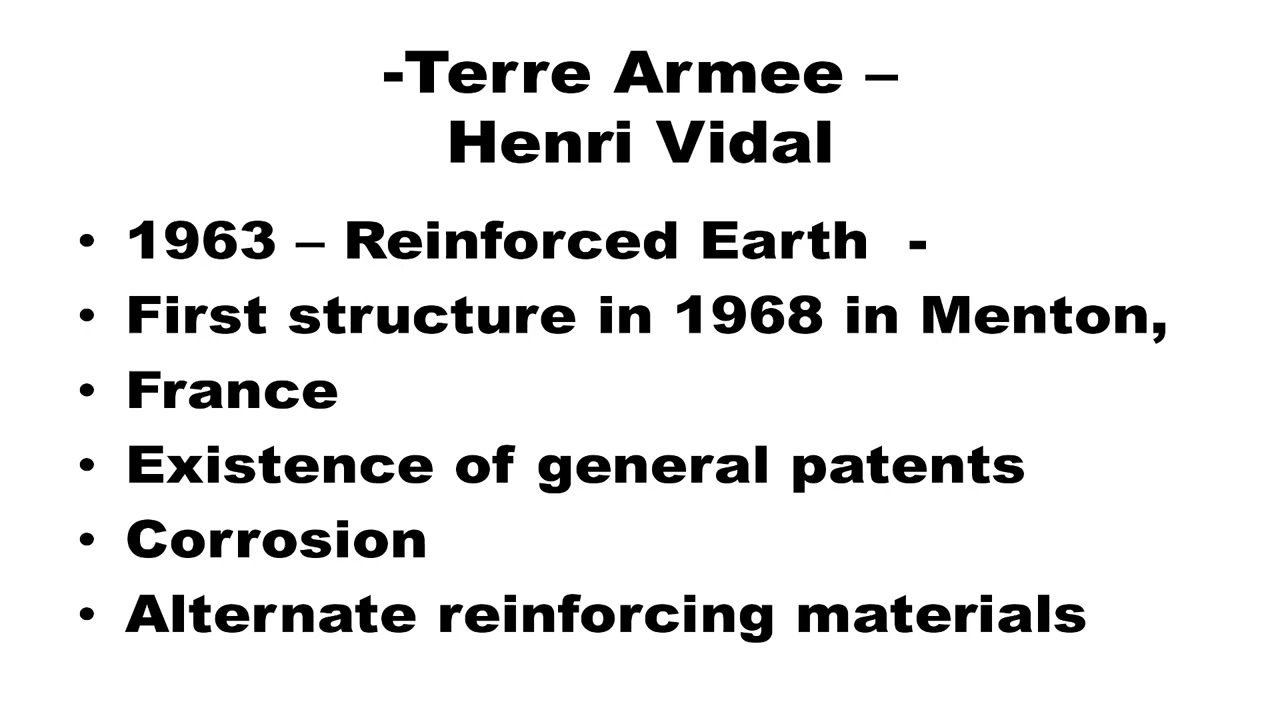 -Terre Armee –
Henri Vidal
• 1963 – Reinforced Earth  -
• First structure in 1968 in Menton,
• France
• Existence of general patents
• Corrosion
• Alternate reinforcing materials